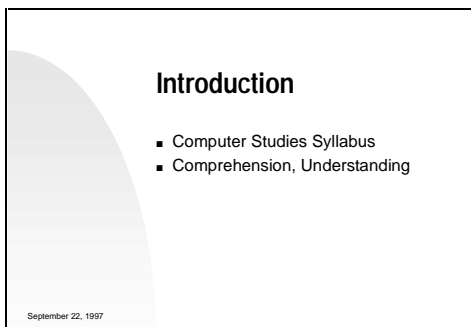 Introduction
■ Computer Studies Syllabus
■ Comprehension, Understanding
September 22, 1997